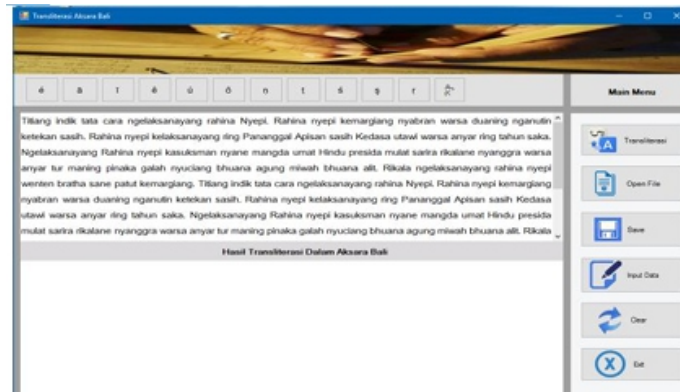 Transliterasi Aksara Bali
é ā ī ê ū ö ṇ ṭ ś ṣ r
Main Menu
Titiang indik tata cara ngelaksanayang rahina Nyepi. Rahina nyepi kemargiang nyabran warsa duaning nganutin
ketekan sasih. Rahina nyepi kelaksanayang ring Pananggal Apisan sasih Kedasa utawi warsa anyar ring tahun saka.
Ngelaksanayang Rahina nyepi kasuksman nyane mangda umat Hindu presida mulat sarira rikalane nyanggra warsa
anyar tur maning pinaka galah nyuciang bhuana agung miwah bhuana alit. Rikala ngelaksanayang rahina nyepi
wenten bratha sane patut kemargiang. Titiang indik tata cara ngelaksanayang rahina Nyepi. Rahina nyepi kemargiang
nyabran warsa duaning nganutin ketekan sasih. Rahina nyepi kelaksanayang ring Pananggal Apisan sasih Kedasa
utawi warsa anyar ring tahun saka. Ngelaksanayang Rahina nyepi kasuksman nyane mangda umat Hindu presida
mulat sarira rikalane nyanggra warsa anyar tur maning pinaka galah nyuciang bhuana agung miwah bhuana alit. Rikala
Hasil Transliterasi Dalam Aksara Bali
Transliterasi
Open File
Save
Input Data
Clear
Exit